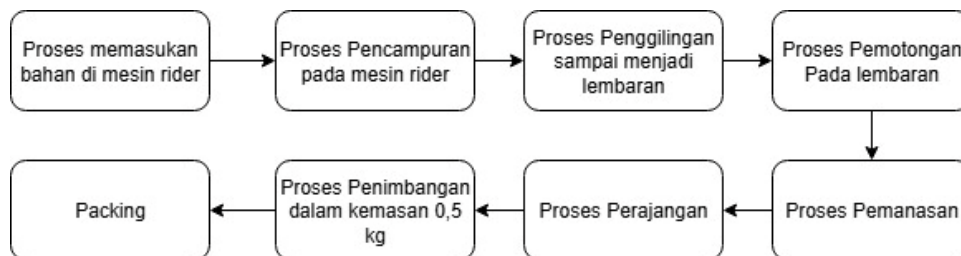 Proses memasukan
bahan di mesin rider
Proses Pencampuran
pada mesin rider
Proses Penggilingan
sampai menjadi
lembaran
Proses Pemotongan
Pada lembaran
Proses Pemanasan
Proses Perajangan
Proses Penimbangan
dalam kemasan 0,5
kg
Packing